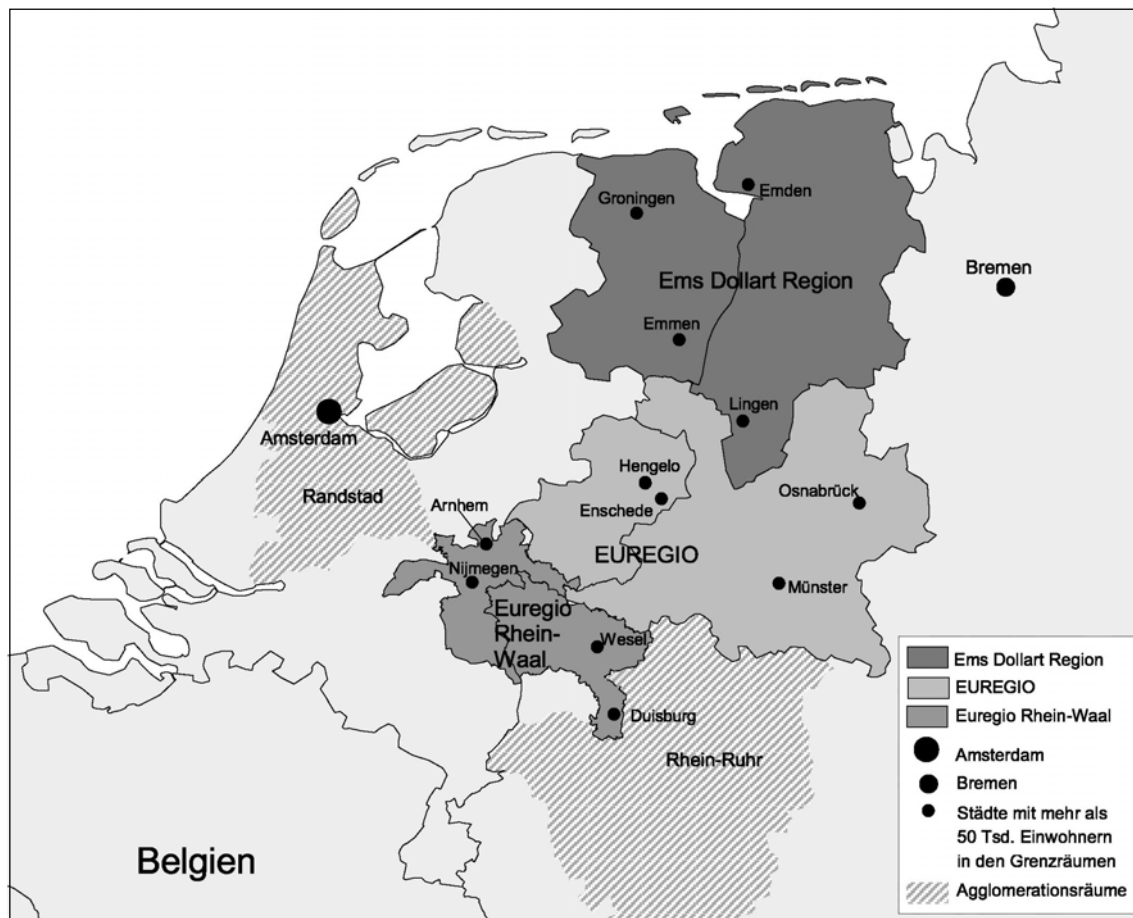 Groningen
Emden
Bremen
Ems Dollart Region
Emmen
Lingen
Amsterdam
Hengelo
Osnabrück
Randstad
Arnhem
Enschede
EUREGIO
Nijmegen
Münster
Euregio
Rhein-
Waal
Wesel
Duisburg
Rhein-Ruhr
Belgien
Ems Dollart Region
EUREGIO
Euregio Rhein-Waal
Amsterdam
Bremen
Städte mit mehr als
50 Tsd. Einwohnern
in den Grenzräumen
Agglomerationsräume